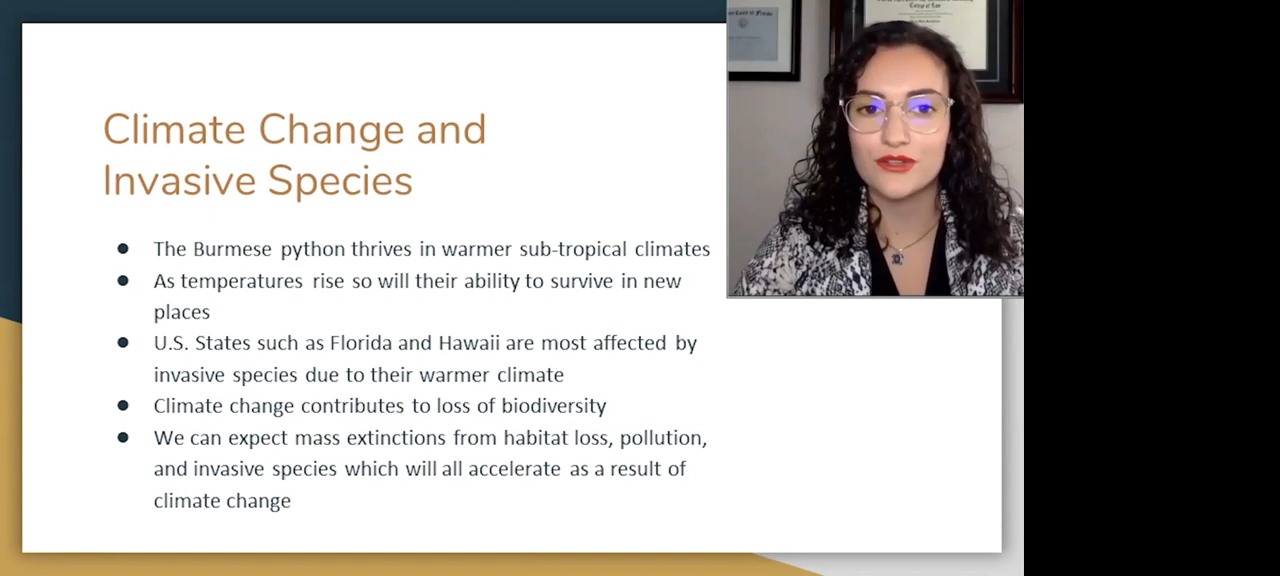 College of Law
Climate Change and
Invasive Species
● The Burmese python thrives in warmer sub-tropical climates
● As temperatures rise so will their ability to survive in new
places
● U.S. States such as Florida and Hawaii are most affected by
invasive species due to their warmer climate
● Climate change contributes to loss of biodiversity
● We can expect mass extinctions from habitat loss, pollution,
and invasive species which will all accelerate as a result of
climate change